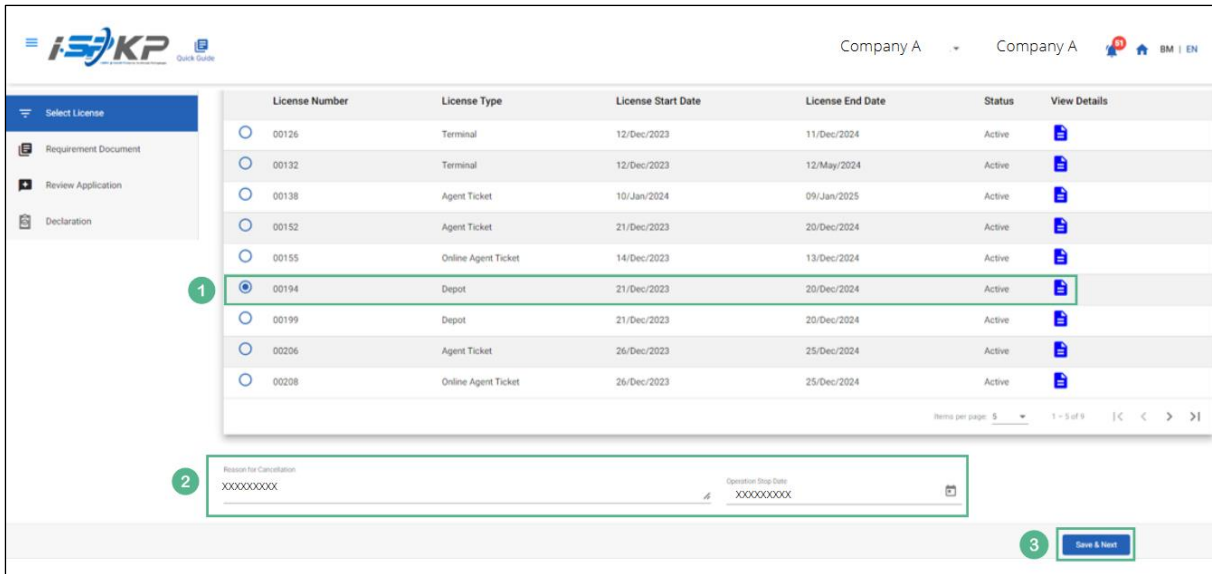 i-SPKP
Quick Guide
Company A
Company A
91
BM | EN
Select License
Requirement Document
Review Application
Declaration
License Number License Type License Start Date License End Date Status View Details
00126 Terminal 12/Dec/2023 11/Dec/2024 Active
00132 Terminal 12/Dec/2023 12/May/2024 Active
00138 Agent Ticket 10/Jan/2024 09/Jan/2025 Active
00152 Agent Ticket 21/Dec/2023 20/Dec/2024 Active
00155 Online Agent Ticket 14/Dec/2023 13/Dec/2024 Active
1 00194 Depot 21/Dec/2023 20/Dec/2024 Active
00199 Depot 21/Dec/2023 20/Dec/2024 Active
00206 Agent Ticket 26/Dec/2023 25/Dec/2024 Active
00208 Online Agent Ticket 26/Dec/2023 25/Dec/2024 Active
Items per page: 5 1 – 5 of 9
2
Reason for Cancellation
XXXXXXXXX
Operation Stop Date
XXXXXXXXX
3 Save & Next